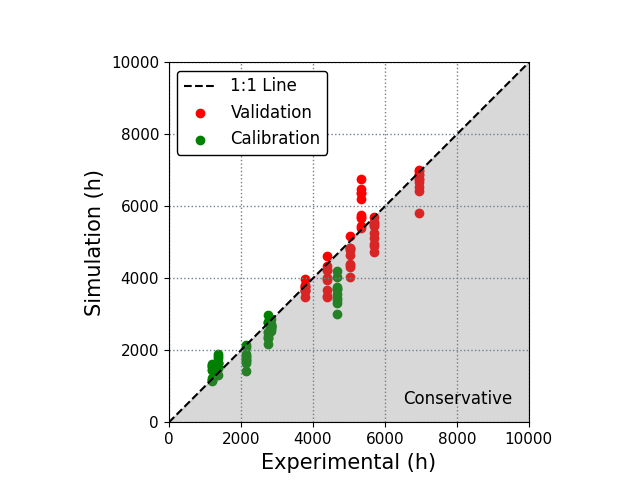 10000
8000
6000
4000
2000
0
Simulation (h)
1:1 Line
Validation
Calibration
Conservative
0 2000 4000 6000 8000 10000
Experimental (h)